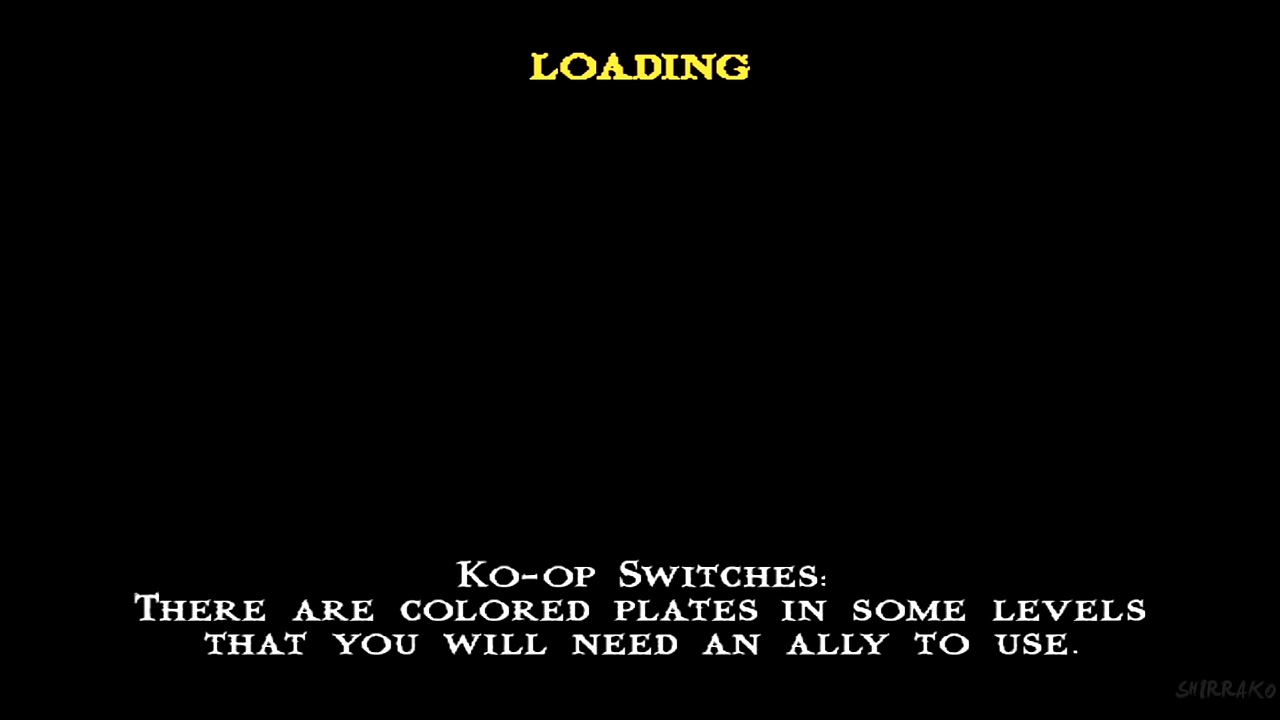 LOADING
KO-OP SWITCHES:
THERE ARE COLORED PLATES IN SOME LEVELS
THAT YOU WILL NEED AN ALLY TO USE.
SHIRRAKO